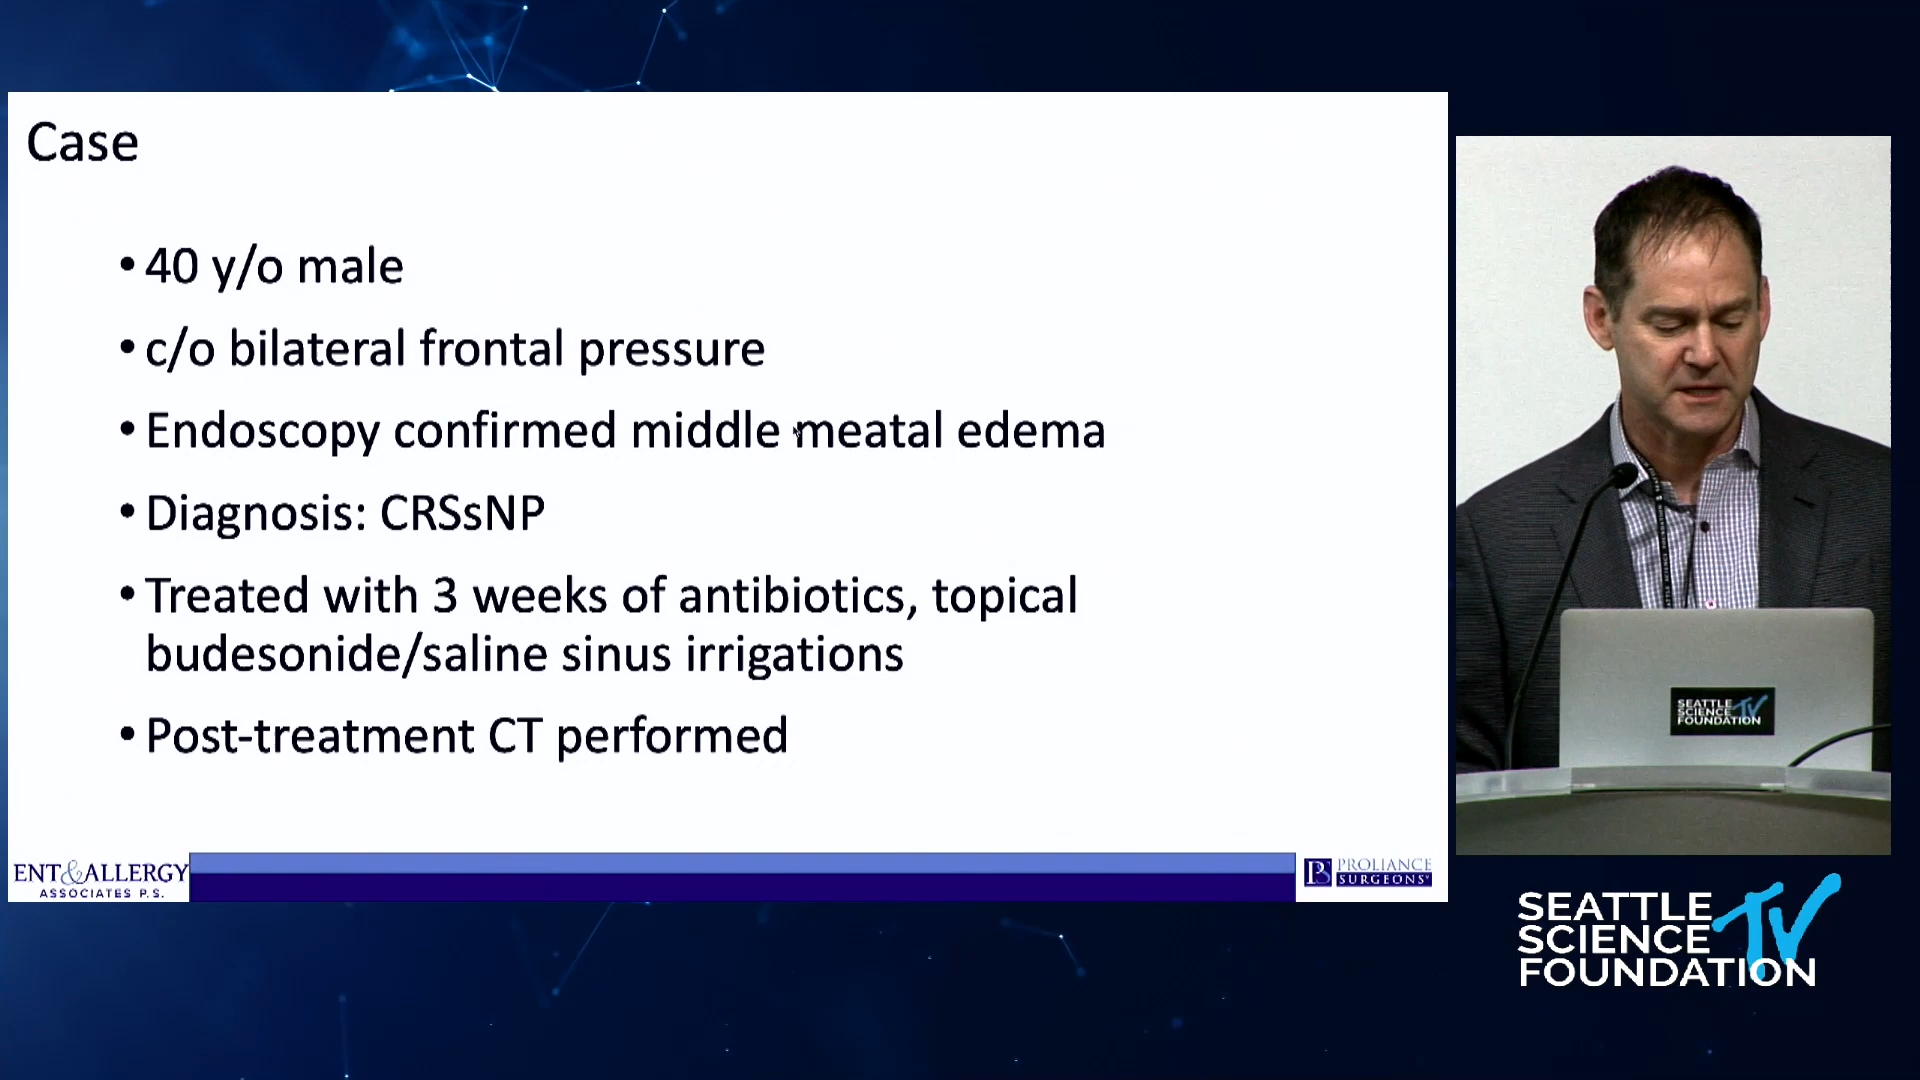 Case
• 40 y/o male
• c/o bilateral frontal pressure
• Endoscopy confirmed middle meatal edema
• Diagnosis: CRSsNP
• Treated with 3 weeks of antibiotics, topical
budesonide/saline sinus irrigations
• Post-treatment CT performed
ENT&ALLERGY
ASSOCIATES P.S.
PS PROLIANCE
SURGEONS
SEATTLE
SCIENCE TV
FOUNDATION
SEATTLE
SCIENCE TV
FOUNDATION